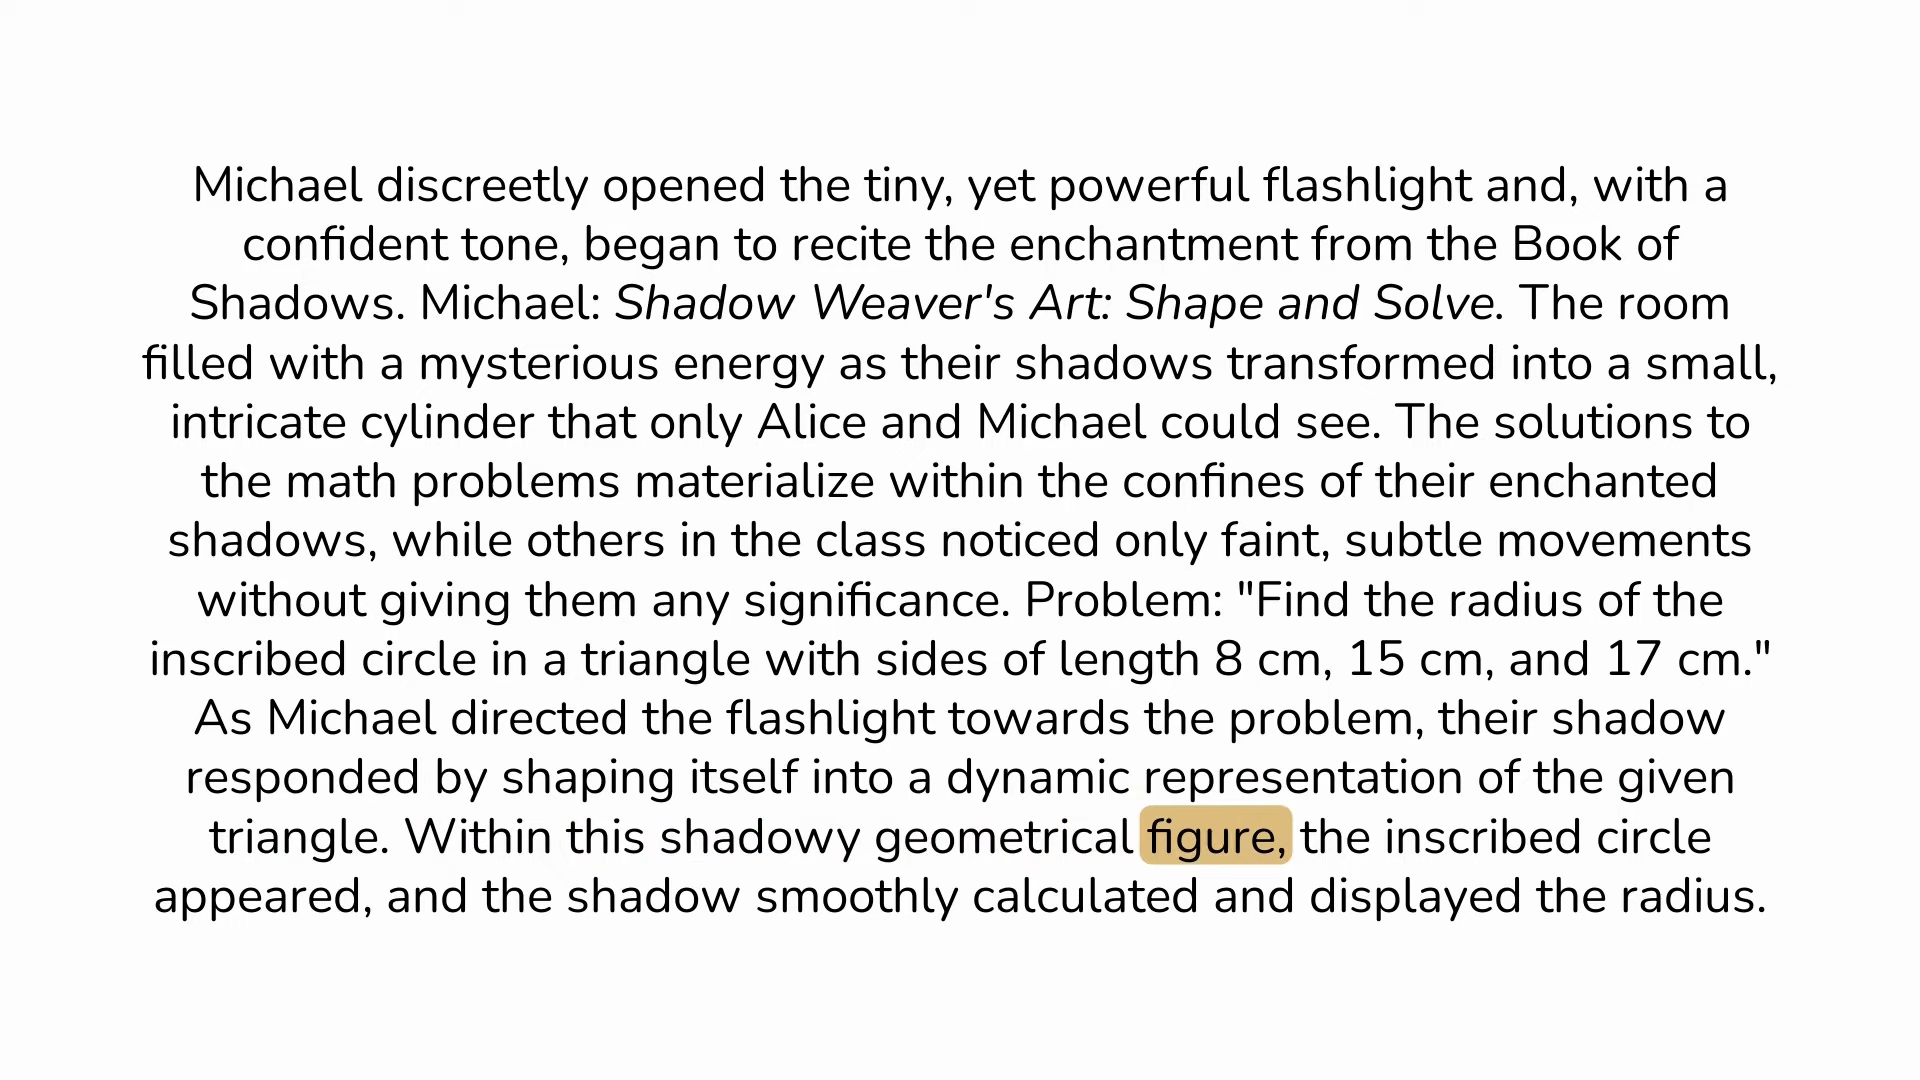 Michael discreetly opened the tiny, yet powerful flashlight and, with a
confident tone, began to recite the enchantment from the Book of
Shadows. Michael: Shadow Weaver's Art: Shape and Solve. The room
filled with a mysterious energy as their shadows transformed into a small,
intricate cylinder that only Alice and Michael could see. The solutions to
the math problems materialize within the confines of their enchanted
shadows, while others in the class noticed only faint, subtle movements
without giving them any significance. Problem: "Find the radius of the
inscribed circle in a triangle with sides of length 8 cm, 15 cm, and 17 cm."
As Michael directed the flashlight towards the problem, their shadow
responded by shaping itself into a dynamic representation of the given
triangle. Within this shadowy geometrical figure, the inscribed circle
appeared, and the shadow smoothly calculated and displayed the radius.